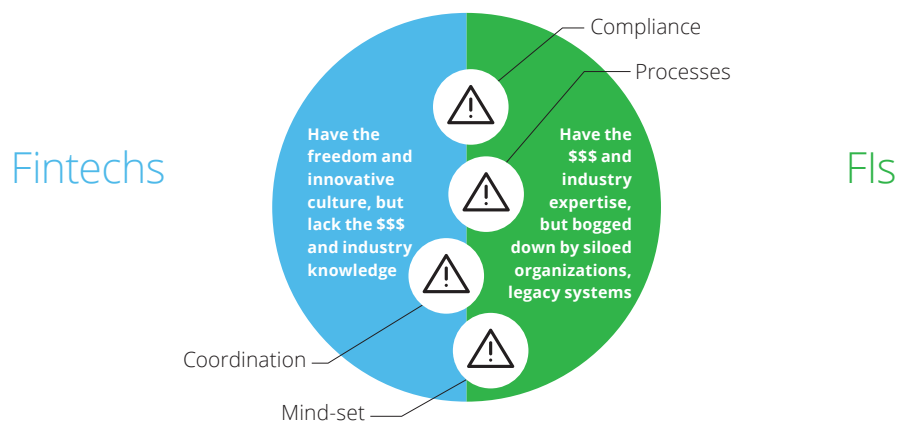 Compliance
Processes
Fintechs
Have the
freedom and
innovative
culture, but
lack the $$$
and industry
knowledge
Have the
$$$ and
industry
expertise,
but bogged
down by siloed
organizations,
legacy systems
FIs
Coordination
Mind-set